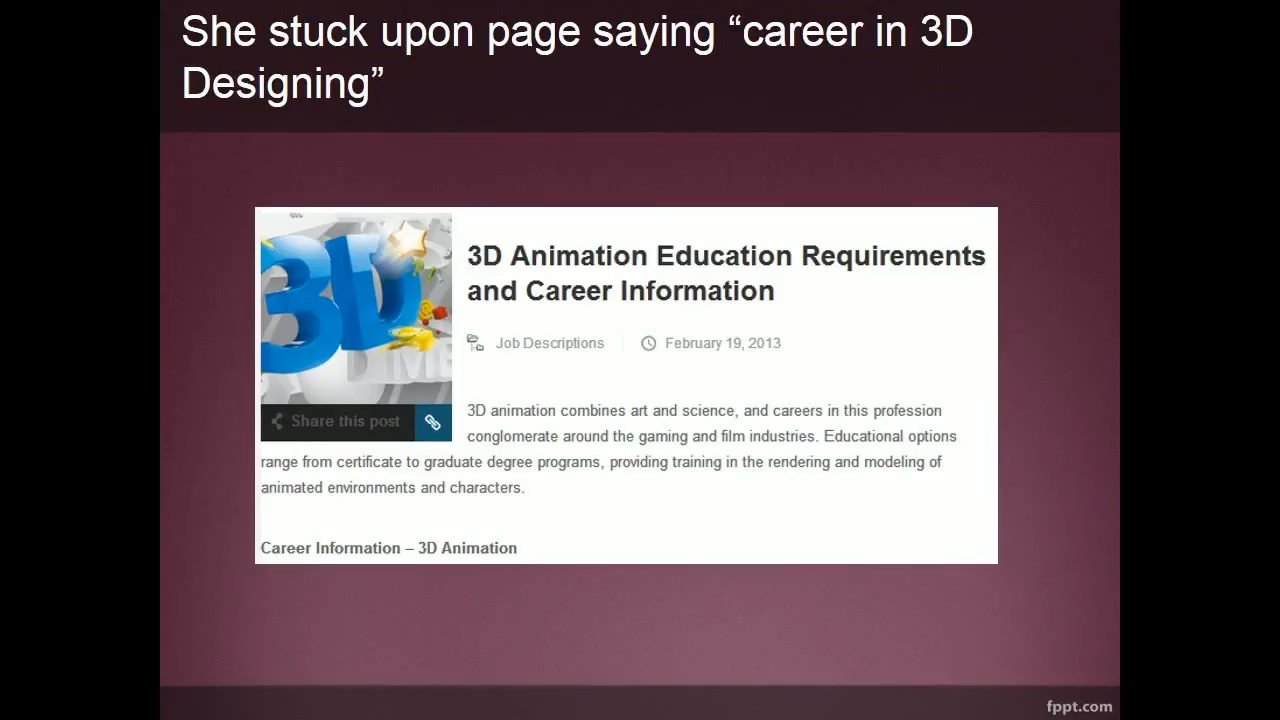 She stuck upon page saying “career in 3D
Designing”
3D
DIME
3D Animation Education Requirements
and Career Information
Job Descriptions
February 19, 2013
Share this post
3D animation combines art and science, and careers in this profession
conglomerate around the gaming and film industries. Educational options
range from certificate to graduate degree programs, providing training in the rendering and modeling of
animated environments and characters.
Career Information – 3D Animation
fppt.com